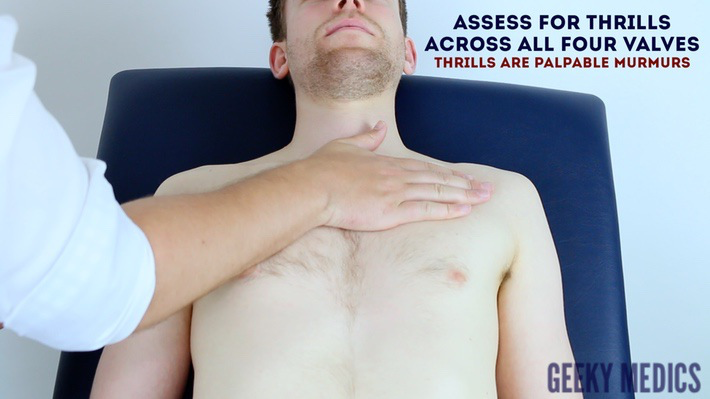 ASSESS FOR THRILLS
ACROSS ALL FOUR VALVES
THRILLS ARE PALPABLE MURMURS
GEEKY MEDICS